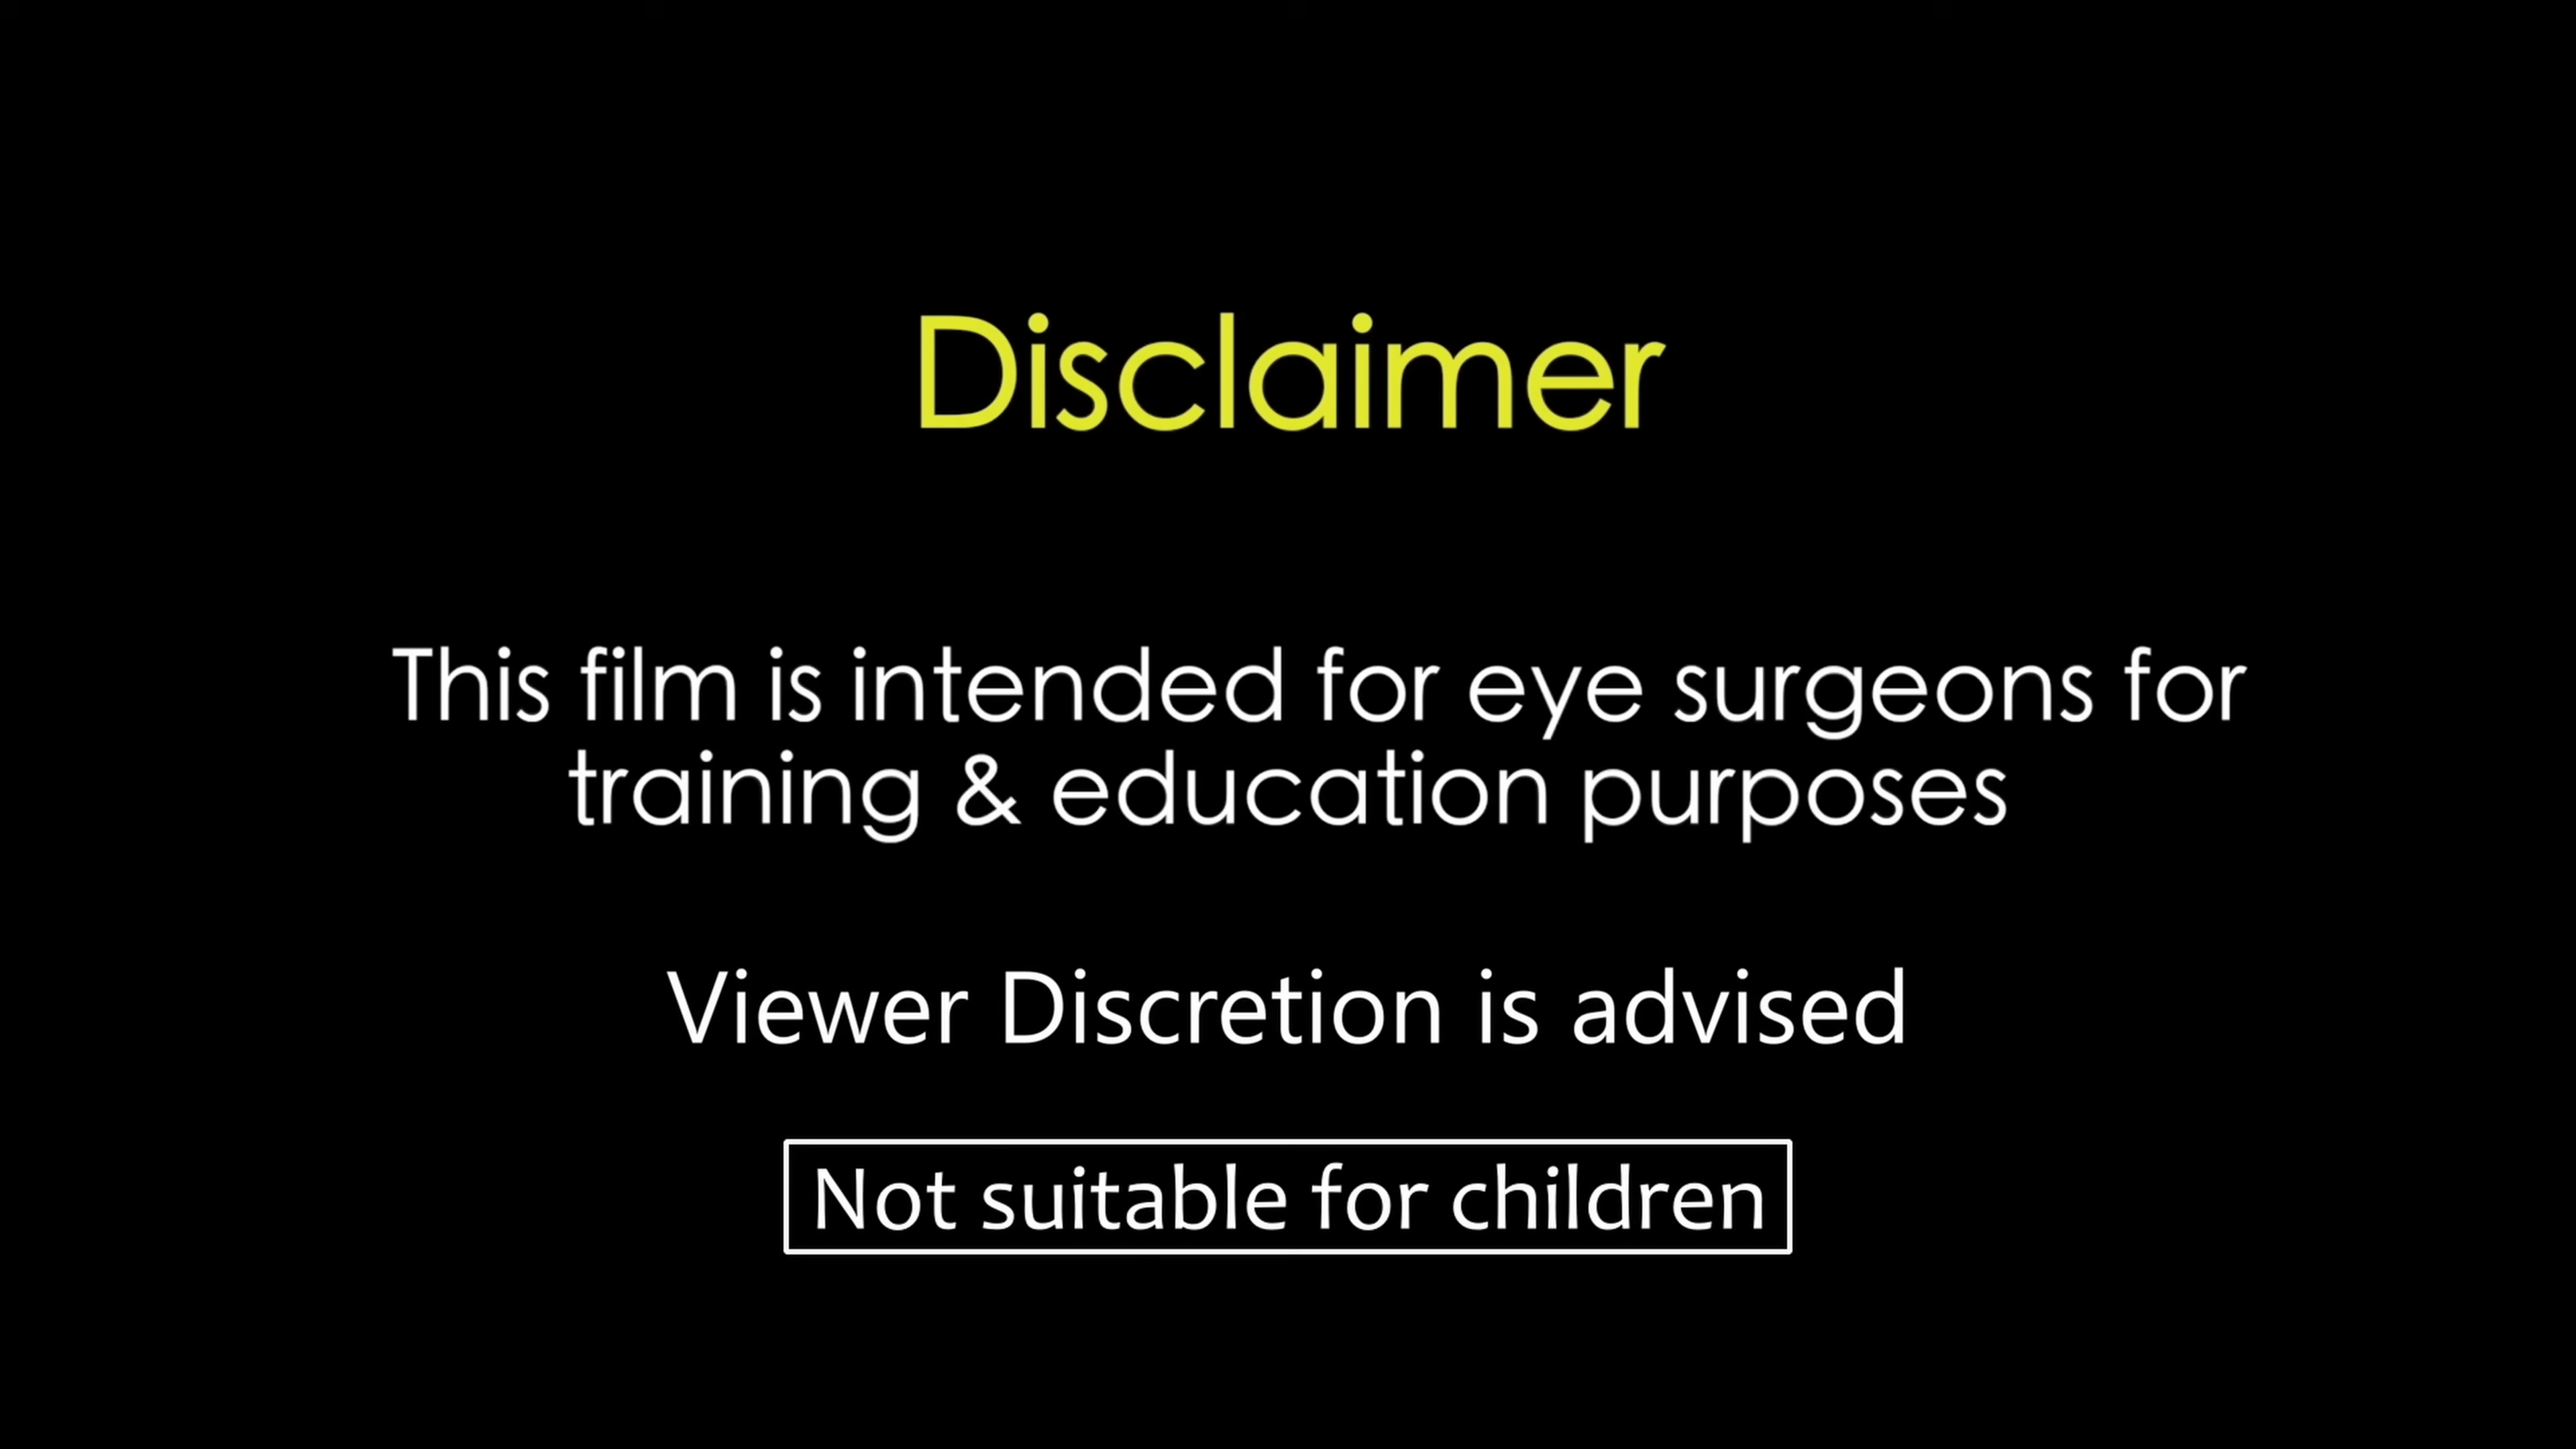 Disclaimer
This film is intended for eye surgeons for
training & education purposes
Viewer Discretion is advised
Not suitable for children